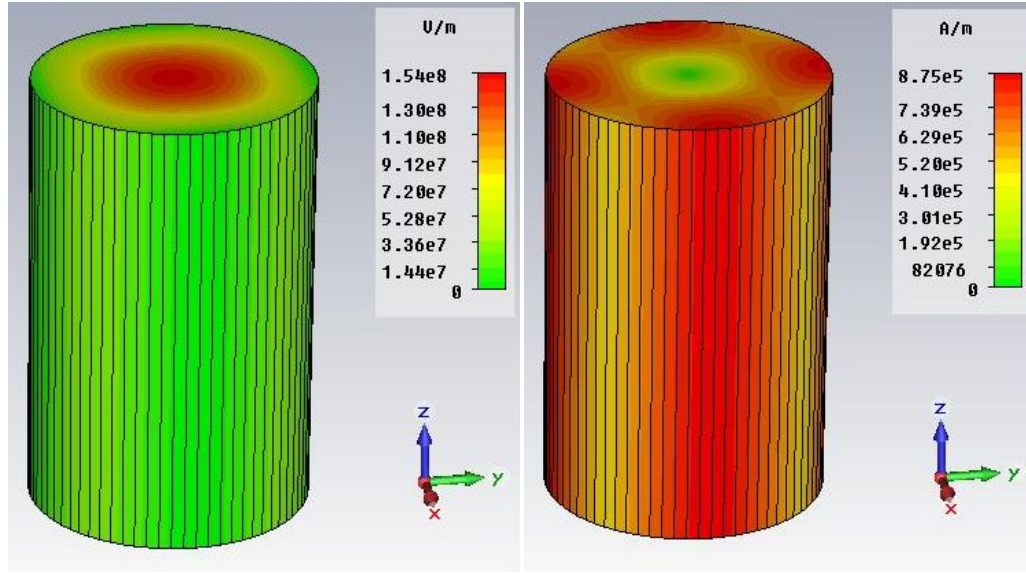 V/m
1.54e8
1.30e8
1.10e8
9.12e7
7.20e7
5.28e7
3.36e7
1.44e7
0
z
y
x
A/m
8.75e5
7.39e5
6.29e5
5.20e5
4.10e5
3.01e5
1.92e5
82076
0
z
y
x